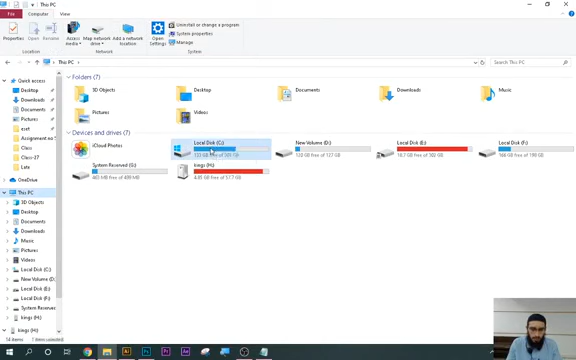 This PC
File
Computer
View
Properties
Open
Rename
Access media
Map network drive
Add a network location
Open Settings
Uninstall or change a program
System properties
Manage
Location
Network
System
This PC
Search This PC
Quick access
Desktop
Downloads
Documents
Pictures
Assignment
Class
Class-27
OneDrive
This PC
3D Objects
Desktop
Documents
Downloads
Music
Pictures
Videos
Local Disk (C:)
New Volume (D:)
Local Disk (E:)
Local Disk (F:)
System Reserved
kings (H:)
kings (H:)
Folders (7)
3D Objects
Desktop
Documents
Downloads
Music
Pictures
Videos
Devices and drives (7)
iCloud Photos
Local Disk (C:)
New Volume (D:)
Local Disk (E:)
Local Disk (F:)
System Reserved (G:)
kings (H:)
14 items
1 item selected